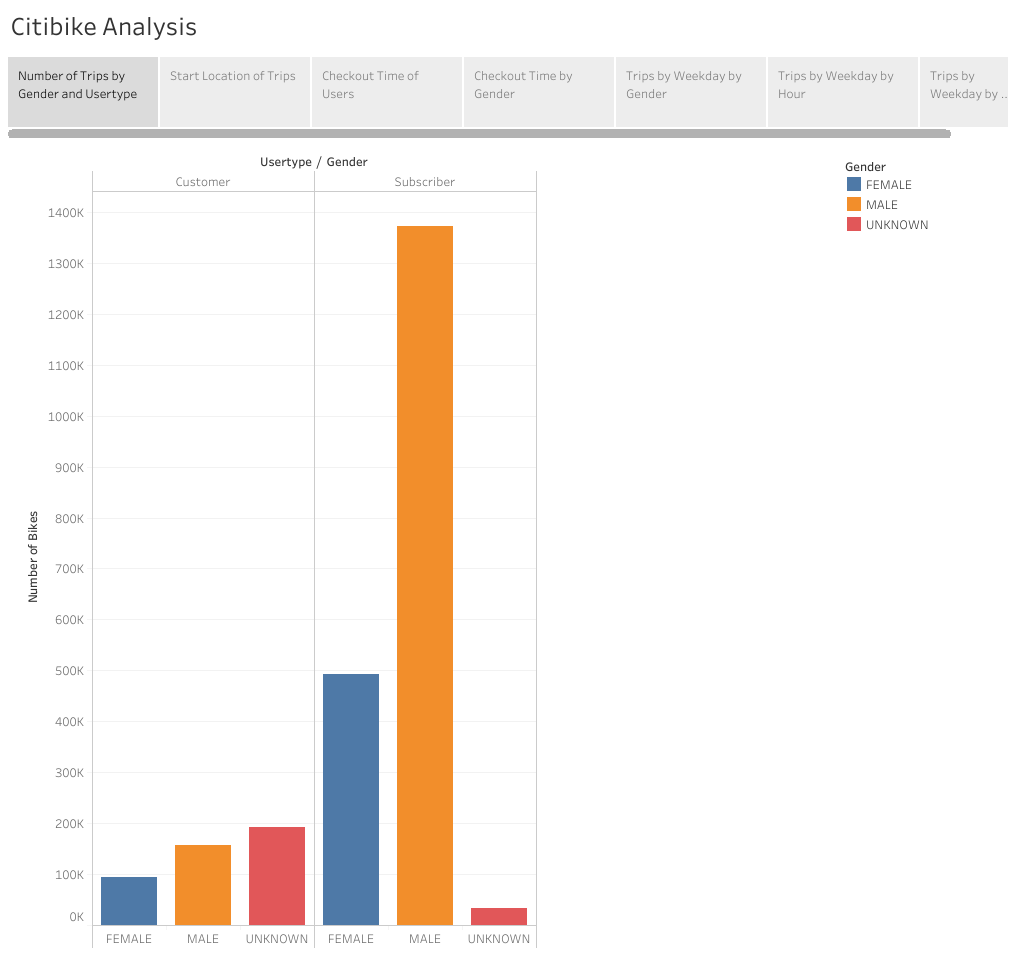 Citibike Analysis
Number of Trips by
Gender and Usertype
Start Location of Trips
Checkout Time of
Users
Checkout Time by
Gender
Trips by Weekday by
Gender
Trips by Weekday by
Hour
Trips by
Weekday by ..
Usertype / Gender
Customer
Subscriber
Gender
FEMALE
MALE
UNKNOWN
Number of Bikes
1400K
1300K
1200K
1100K
1000K
900K
800K
700K
600K
500K
400K
300K
200K
100K
0K
FEMALE
MALE
UNKNOWN
FEMALE
MALE
UNKNOWN